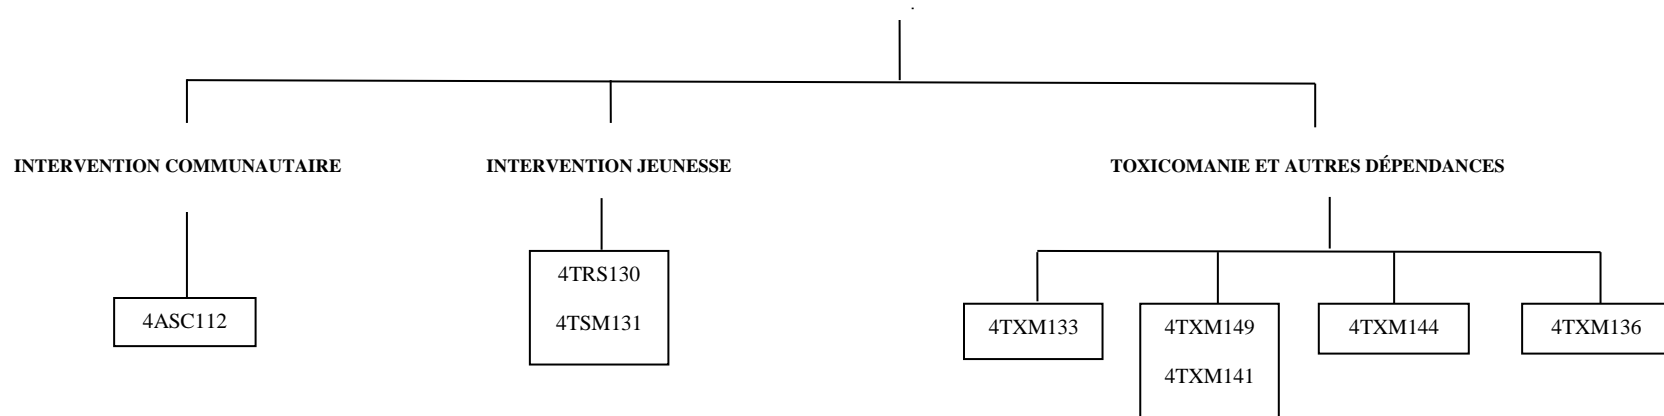 INTERVENTION COMMUNAUTAIRE
INTERVENTION JEUNESSE
TOXICOMANIE ET AUTRES DÉPENDANCES
4ASC112
4TRS130
4TSM131
4TXM133
4TXM149
4TXM141
4TXM144
4TXM136